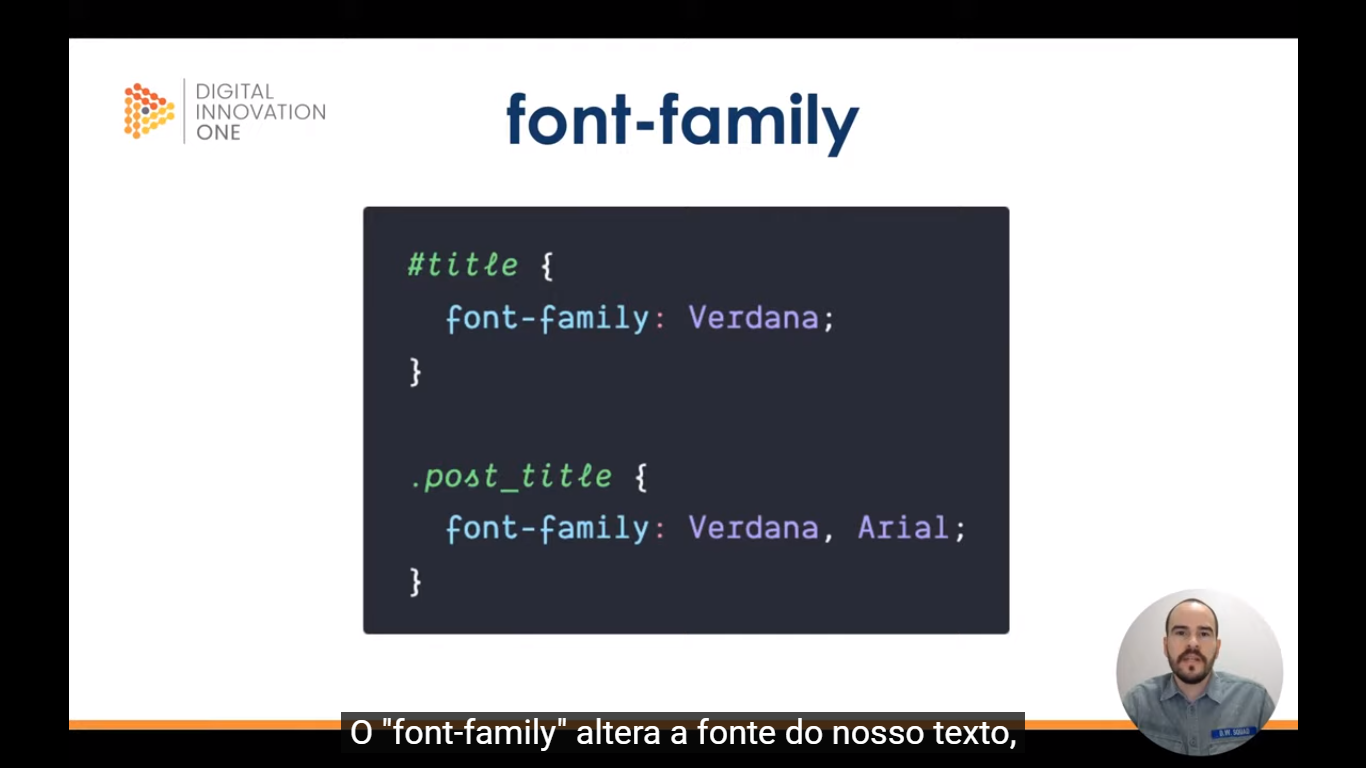 DIGITAL
INNOVATION
ONE
font-family
#title {
font-family: Verdana;
}
.post_title {
font-family: Verdana, Arial;
}
O "font-family" altera a fonte do nosso texto,